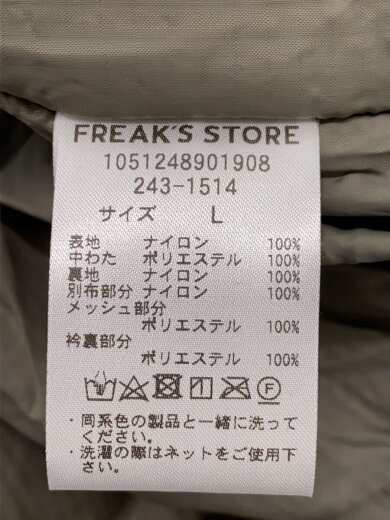 FREAK'S STORE
1051248901908
243-1514
サイズ L
表地 ナイロン 100%
中わた ポリエステル 100%
裏地 ナイロン 100%
別布部分 ナイロン 100%
メッシュ部分
ポリエステル 100%
衿裏部分
ポリエステル 100%
・同系色の製品と一緒に洗って
ください。
・洗濯の際はネットをご使用下
さい。